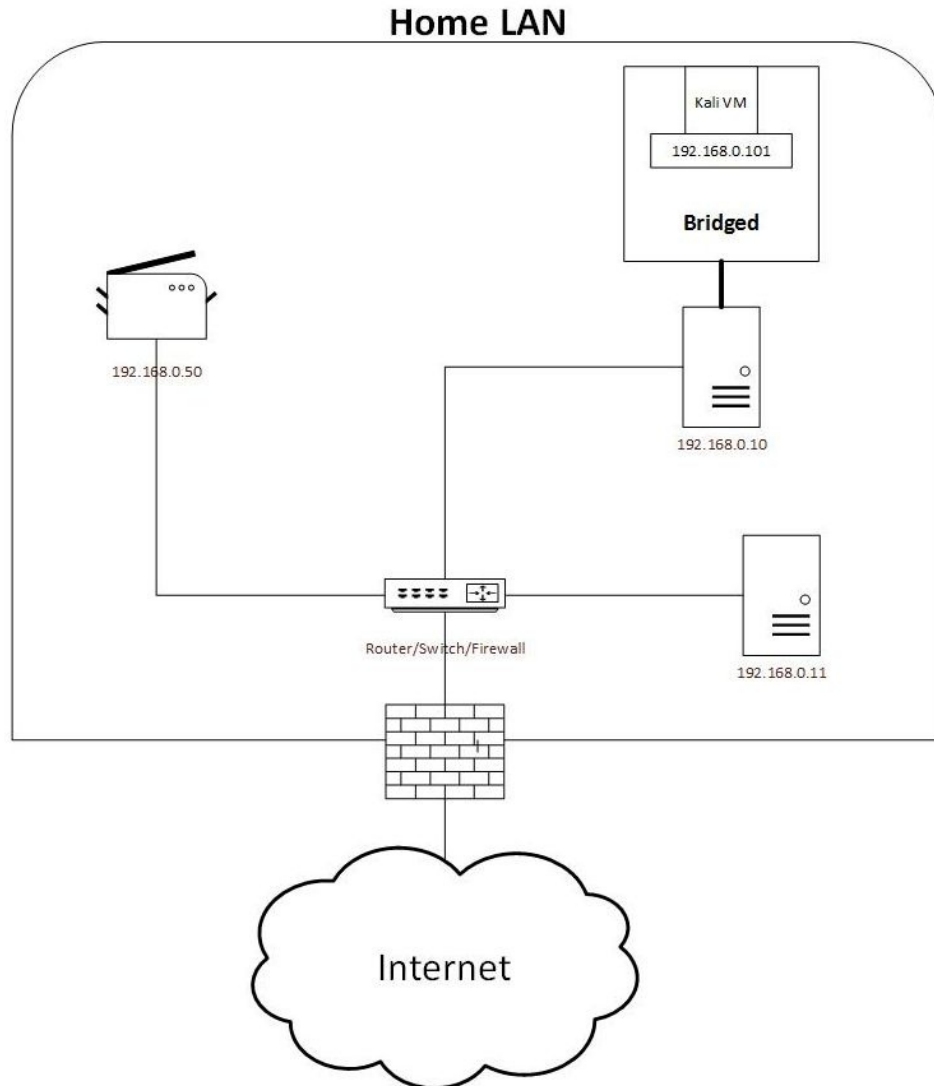 Home LAN
Kali VM
192.168.0.101
Bridged
192.168.0.50
192.168.0.10
Router/Switch/Firewall
192.168.0.11
Internet